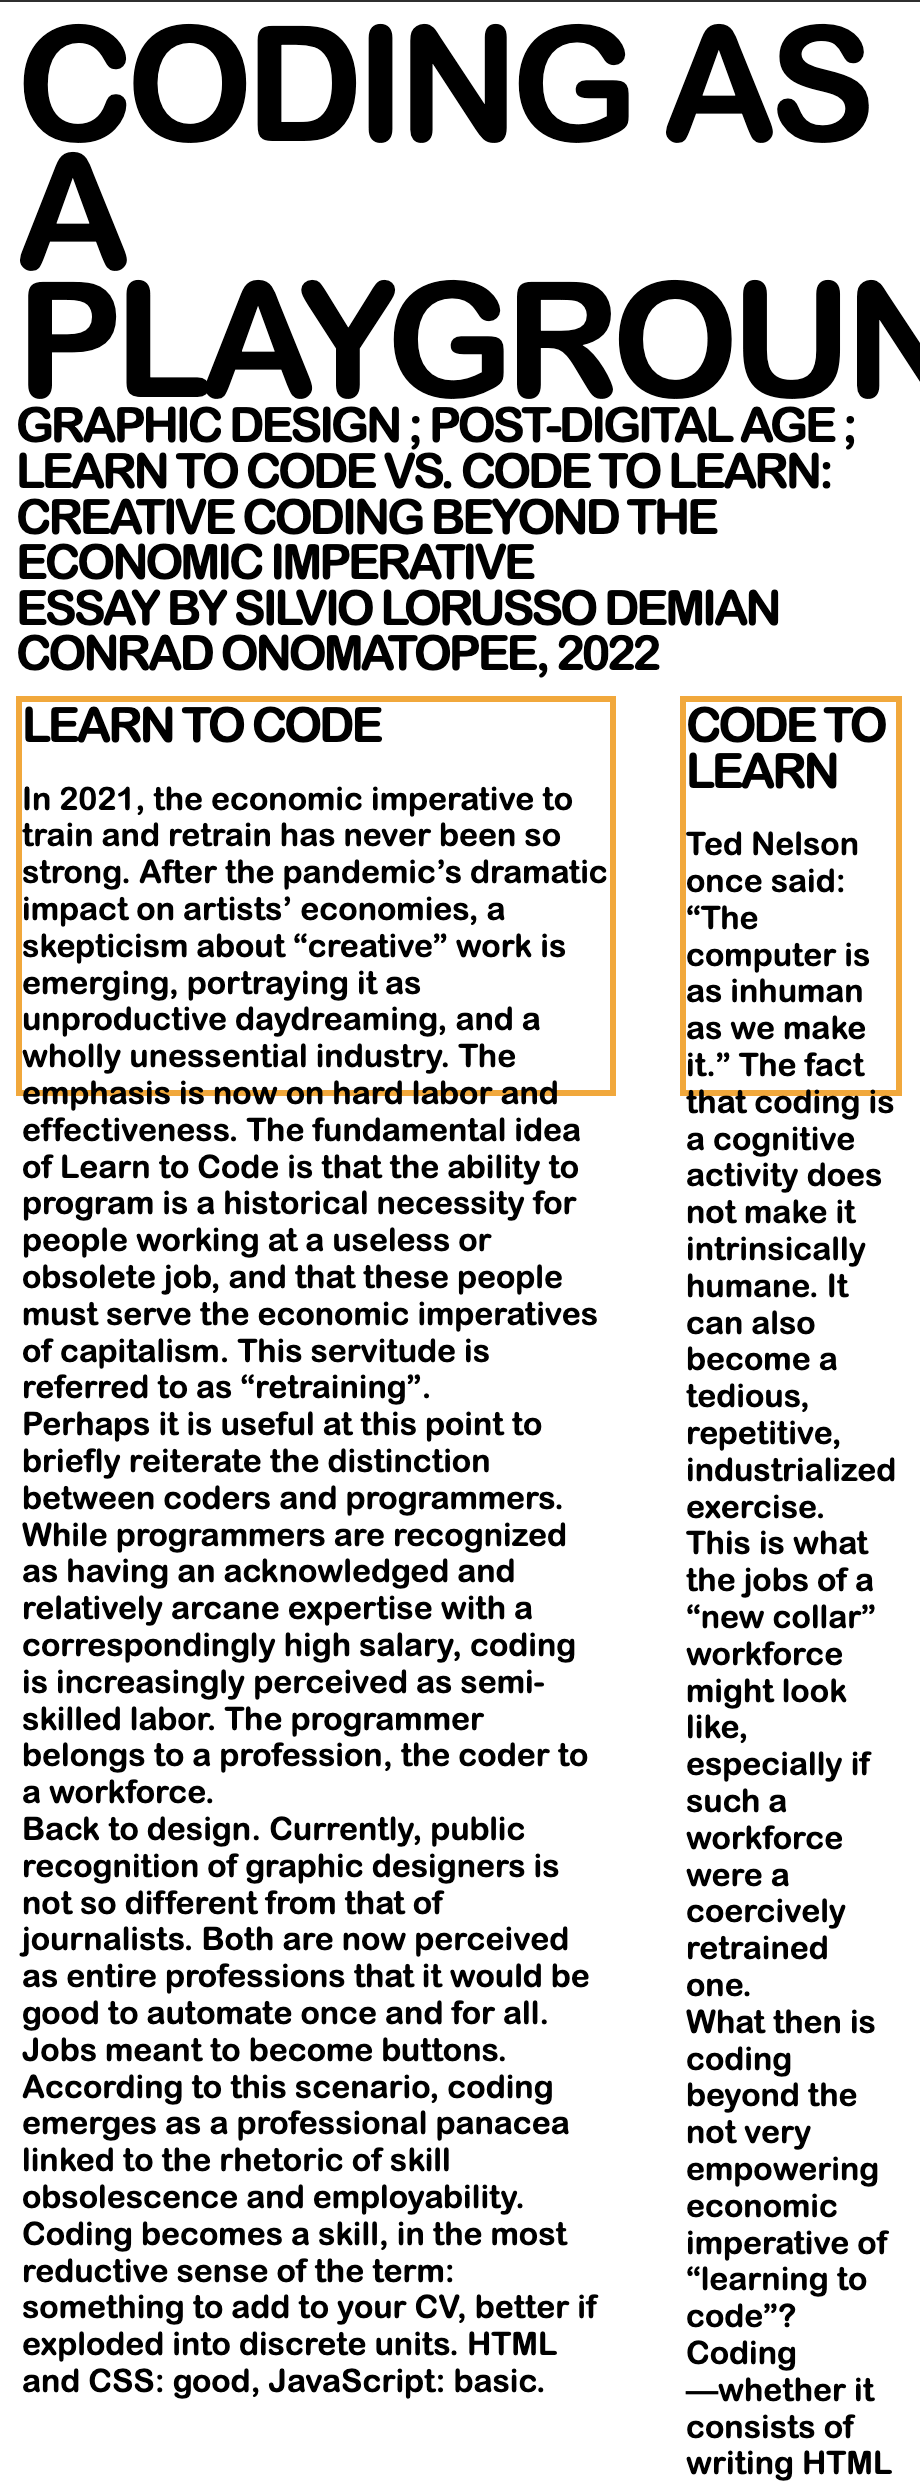 CODING AS
A
PLAYGROUN
GRAPHIC DESIGN ; POST-DIGITAL AGE ;
LEARN TO CODE VS. CODE TO LEARN:
CREATIVE CODING BEYOND THE
ECONOMIC IMPERATIVE
ESSAY BY SILVIO LORUSSO DEMIAN
CONRAD ONOMATOPEE, 2022
LEARN TO CODE
In 2021, the economic imperative to
train and retrain has never been so
strong. After the pandemic’s dramatic
impact on artists’ economies, a
skepticism about “creative” work is
emerging, portraying it as
unproductive daydreaming, and a
wholly unessential industry. The
emphasis is now on hard labor and
effectiveness. The fundamental idea
of Learn to Code is that the ability to
program is a historical necessity for
people working at a useless or
obsolete job, and that these people
must serve the economic imperatives
of capitalism. This servitude is
referred to as “retraining”.
Perhaps it is useful at this point to
briefly reiterate the distinction
between coders and programmers.
While programmers are recognized
as having an acknowledged and
relatively arcane expertise with a
correspondingly high salary, coding
is increasingly perceived as semi-
skilled labor. The programmer
belongs to a profession, the coder to
a workforce.
Back to design. Currently, public
recognition of graphic designers is
not so different from that of
journalists. Both are now perceived
as entire professions that it would be
good to automate once and for all.
Jobs meant to become buttons.
According to this scenario, coding
emerges as a professional panacea
linked to the rhetoric of skill
obsolescence and employability.
Coding becomes a skill, in the most
reductive sense of the term:
something to add to your CV, better if
exploded into discrete units. HTML
and CSS: good, JavaScript: basic.
CODE TO
LEARN
Ted Nelson
once said:
“The
computer is
as inhuman
as we make
it.” The fact
that coding is
a cognitive
activity does
not make it
intrinsically
humane. It
can also
become a
tedious,
repetitive,
industrialized
exercise.
This is what
the jobs of a
“new collar”
workforce
might look
like,
especially if
such a
workforce
were a
coercively
retrained
one.
What then is
coding
beyond the
not very
empowering
economic
imperative of
“learning to
code”?
Coding
—whether it
consists of
writing HTML